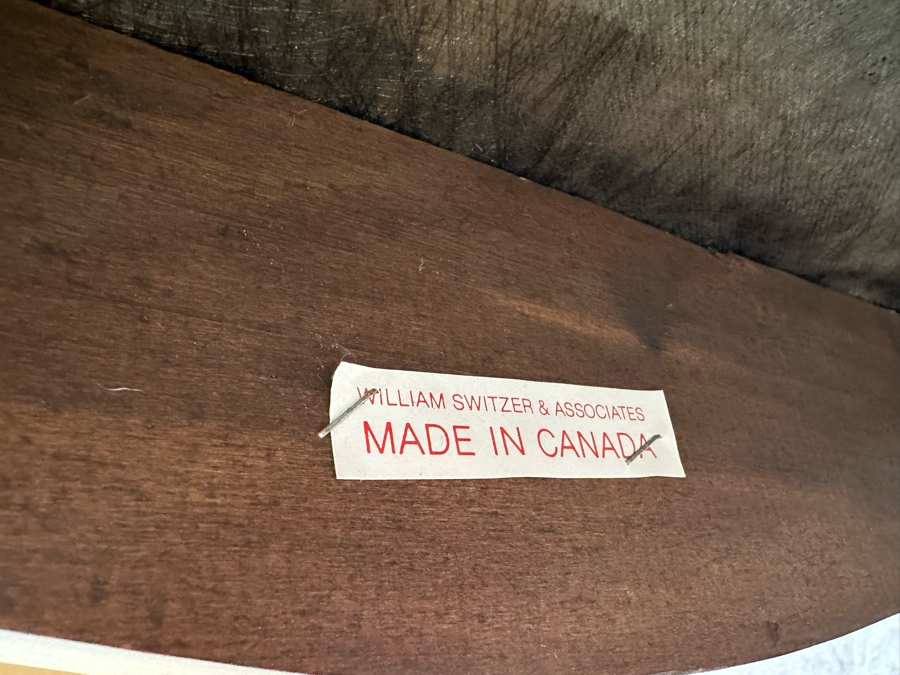 WILLIAM SWITZER & ASSOCIATES
MADE IN CANADA